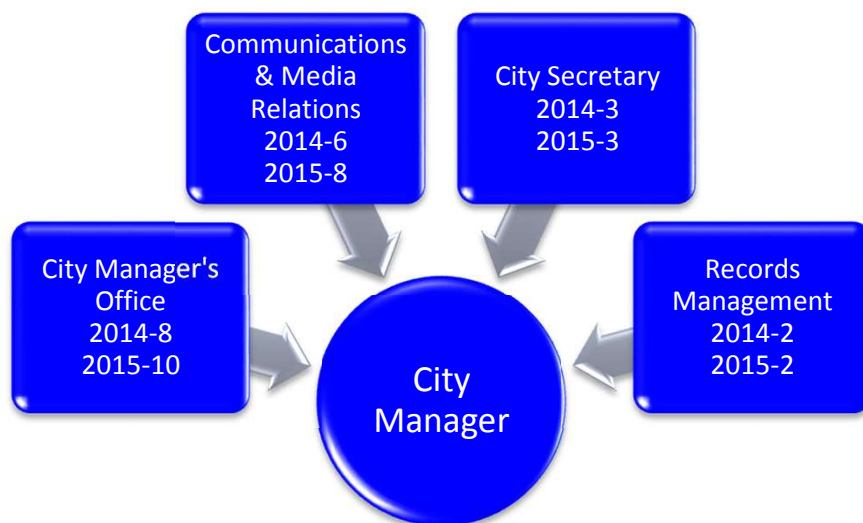 Communications
& Media
Relations
2014-6
2015-8
City Secretary
2014-3
2015-3
City Manager's
Office
2014-8
2015-10
Records
Management
2014-2
2015-2
City
Manager